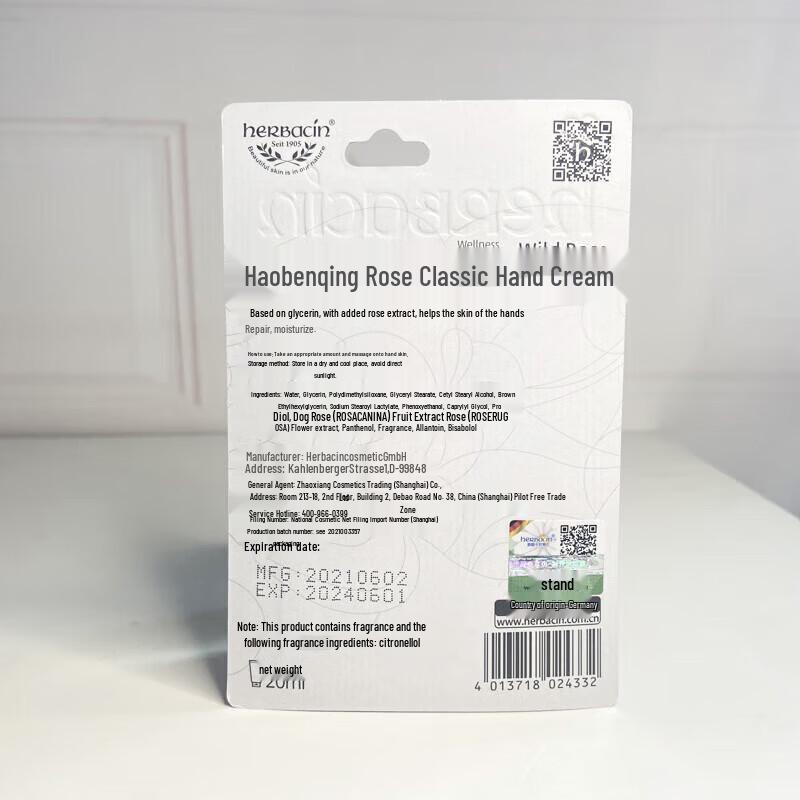 herbacin®
Seit 1905
Beautiful skin is in our nature
herbacin
Wellness
Haobenqing Rose Classic Hand Cream
Based on glycerin, with added rose extract, helps the skin of the hands
Repair, moisturize.
How to use: Take an appropriate amount and massage onto hand skin,
Storage method: Store in a dry and cool place, avoid direct
sunlight.
Ingredients: Water, Glycerin, Polydimethylsiloxane, Glyceryl Stearate, Cetyl Stearyl Alcohol, Brown
Ethylhexylglycerin, Sodium Stearoyl Lactylate, Phenoxyethanol, Caprylyl Glycol, Pro
Diol, Dog Rose (ROSACANINA) Fruit Extract Rose (ROSERUG
OSA) Flower extract, Panthenol, Fragrance, Allantoin, Bisabolol
Manufacturer: HerbacincosmeticGmbH
Address: KahlenbergerStrasse1,D-99848
General Agent: Zhaoxiang Cosmetics Trading (Shanghai) Co.,
Address: Room 213-18, 2nd Floor, Building 2, Debao Road No. 38, China (Shanghai) Pilot Free Trade
Ltd
Zone
Service Hotline: 400-966-0399
Filing Number: National Cosmetic Net Filing Import Number (Shanghai)
Production batch number: see 2021003357
packaging
Expiration date:
MFG:20210602
EXP:20240601
Note: This product contains fragrance and the
following fragrance ingredients: citronellol
net weight
20ml
herbacin
stand
Country of origin: Germany
www.herbacin.com.cn
4 013718 024332